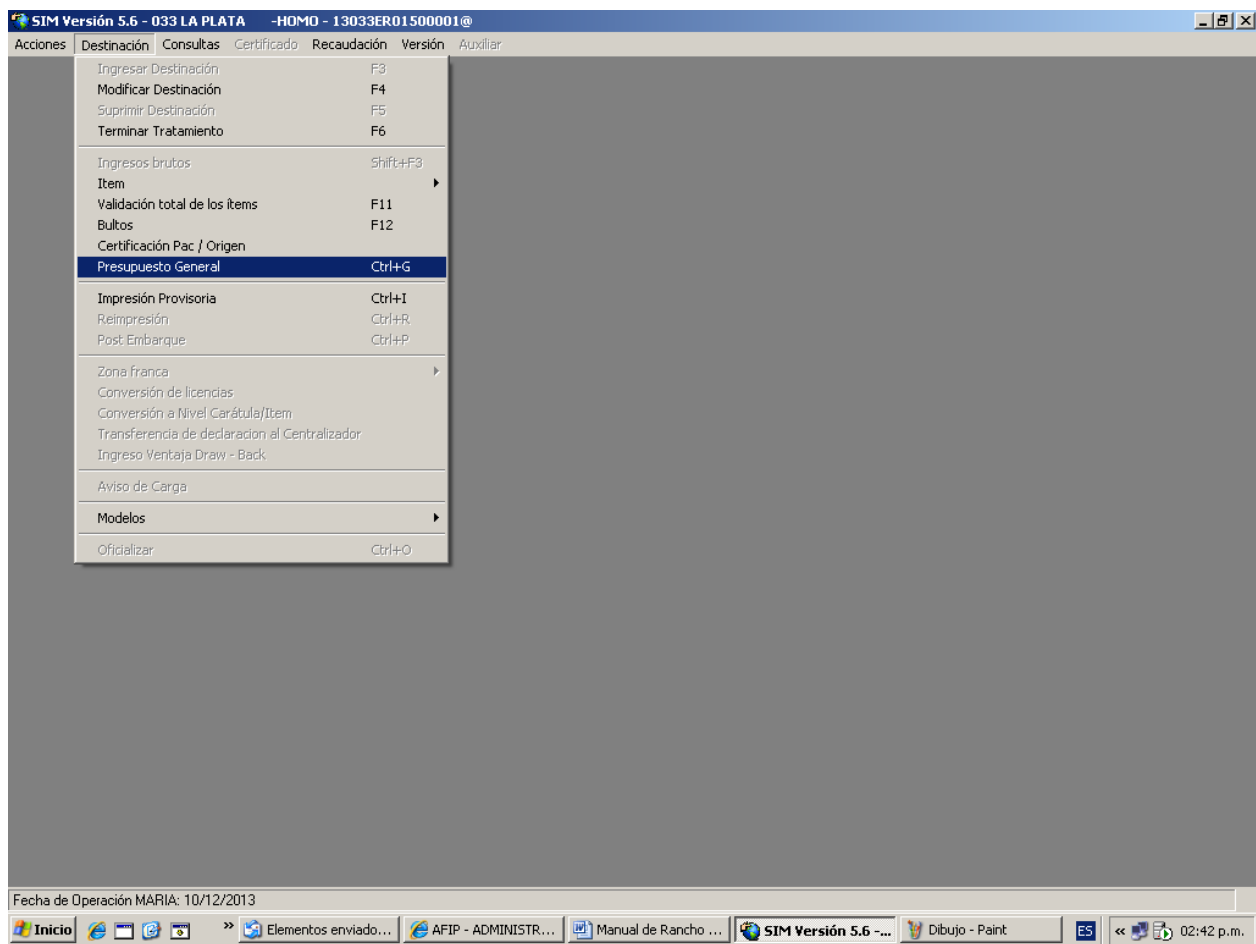 SIM Versión 5.6 - 033 LA PLATA -HOMO - 13033ER01500001@
Acciones Destinación Consultas Certificado Recaudación Versión Auxiliar
Ingresar Destinación F3
Modificar Destinación F4
Suprimir Destinación F5
Terminar Tratamiento F6
Ingresos brutos Shift+F3
Item
Validación total de los ítems F11
Bultos F12
Certificación Pac / Origen
Presupuesto General Ctrl+G
Impresión Provisoria Ctrl+I
Reimpresión Ctrl+R
Post Embarque Ctrl+P
Zona franca
Conversión de licencias
Conversión a Nivel Carátula/Item
Transferencia de declaracion al Centralizador
Ingreso Ventaja Draw - Back
Aviso de Carga
Modelos
Oficializar Ctrl+O
Fecha de Operación MARIA: 10/12/2013
Inicio » Elementos enviado... AFIP - ADMINISTR... Manual de Rancho ... SIM Versión 5.6 -... Dibujo - Paint ES « 02:42 p.m.